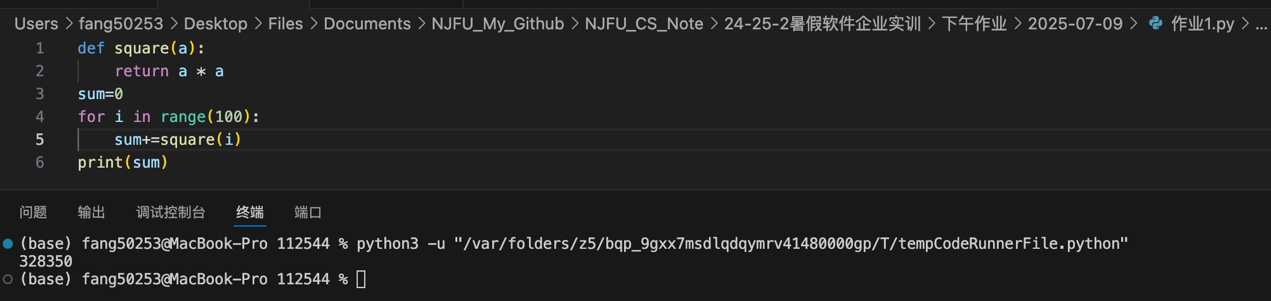 Users > fang50253 > Desktop > Files > Documents > NJFU_My_Github > NJFU_CS_Note > 24-25-2暑假软件企业实训 > 下午作业 > 2025-07-09 > 作业1.py > ...
1 def square(a):
2     return a * a
3 sum=0
4 for i in range(100):
5     sum+=square(i)
6 print(sum)
问题 输出 调试控制台 终端 端口
(base) fang50253@MacBook-Pro 112544 % python3 -u "/var/folders/z5/bqp_9gxx7msdlqdqymrv41480000gp/T/tempCodeRunnerFile.python"
328350
(base) fang50253@MacBook-Pro 112544 %